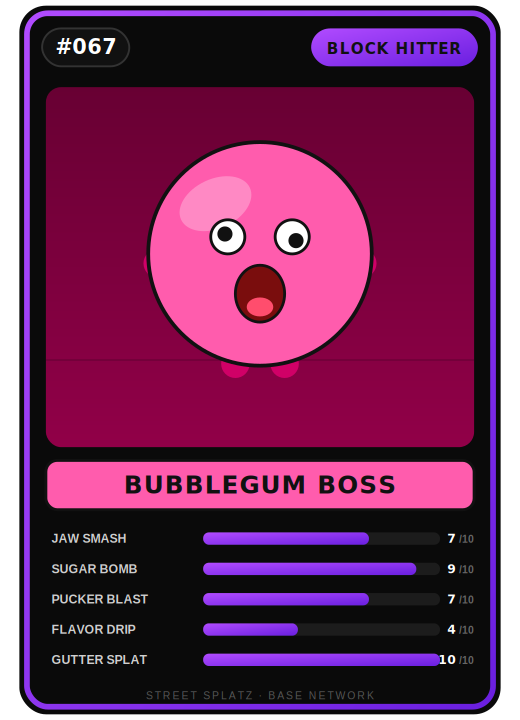 #067 BLOCK HITTER
BUBBLEGUM BOSS
JAW SMASH 7 /10
SUGAR BOMB 9 /10
PUCKER BLAST 7 /10
FLAVOR DRIP 4 /10
GUTTER SPLAT 10 /10
STREET SPLATZ · BASE NETWORK